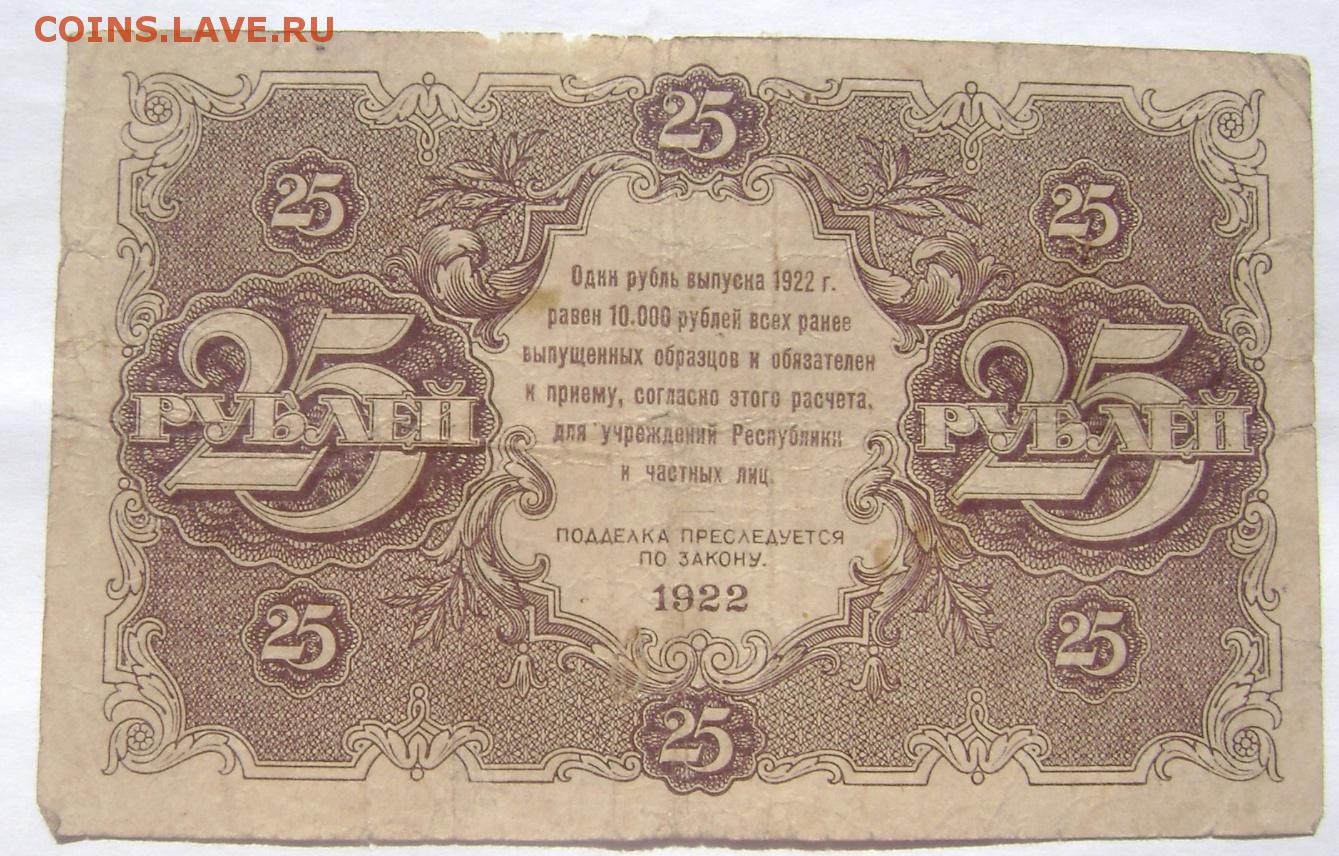 COINS.LAVE.RU
25
25
25
25 РУБЛЕЙ
Один рубль выпуска 1922 г.
равен 10.000 рублей всех ранее
выпущенных образцов и обязателен
к приему, согласно этого расчета,
для учреждений Республики
и частных лиц.
25 РУБЛЕЙ
ПОДДЕЛКА ПРЕСЛЕДУЕТСЯ
ПО ЗАКОНУ.
1922
25
25
25